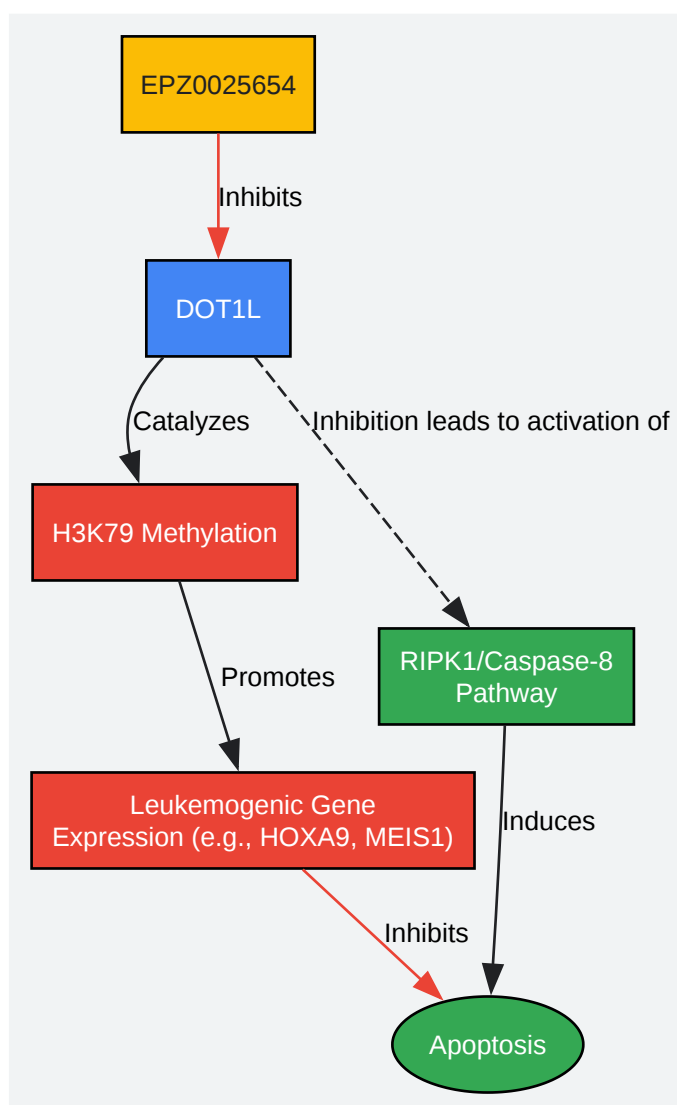 EPZ0025654
Inhibits
DOT1L
Catalyzes
Inhibition leads to activation of
H3K79 Methylation
RIPK1/Caspase-8
Pathway
Promotes
Leukemogenic Gene
Expression (e.g., HOXA9, MEIS1)
Induces
Inhibits
Apoptosis